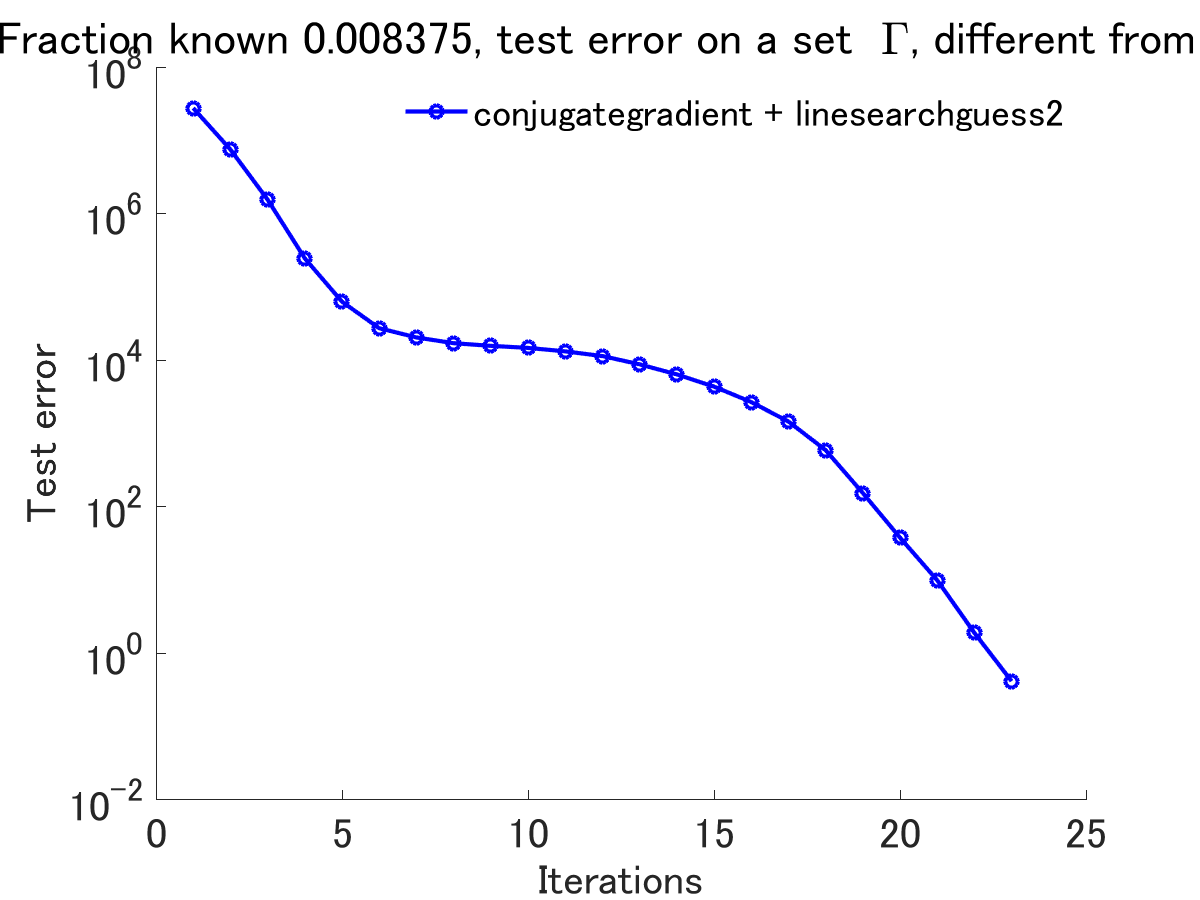 Fraction known 0.008375, test error on a set Γ, different from
conjugategradient + linesearchguess2
10^8
10^6
10^4
10^2
10^0
10^-2
Test error
0 5 10 15 20 25
Iterations